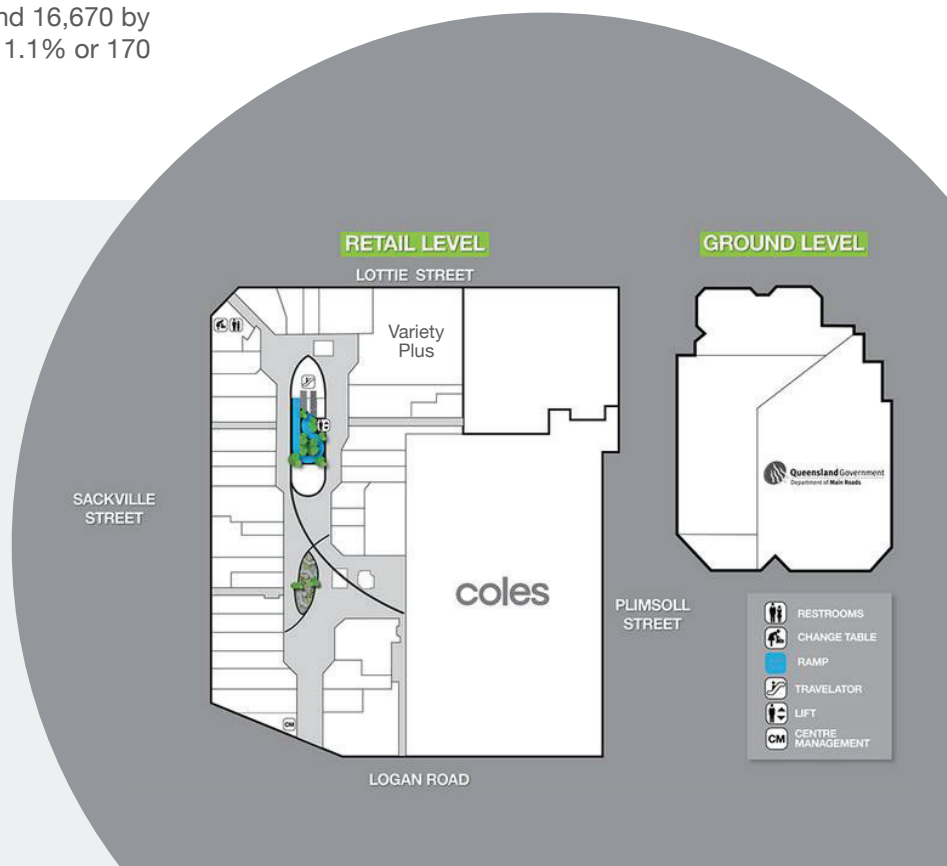 nd 16,670 by
1.1% or 170
RETAIL LEVEL
LOTTIE STREET
GROUND LEVEL
Variety
Plus
SACKVILLE
STREET
coles
Queensland Government
Department of Main Roads
PLIMSOLL
STREET
RESTROOMS
CHANGE TABLE
RAMP
TRAVELATOR
LIFT
CM
CENTRE
MANAGEMENT
CM
LOGAN ROAD